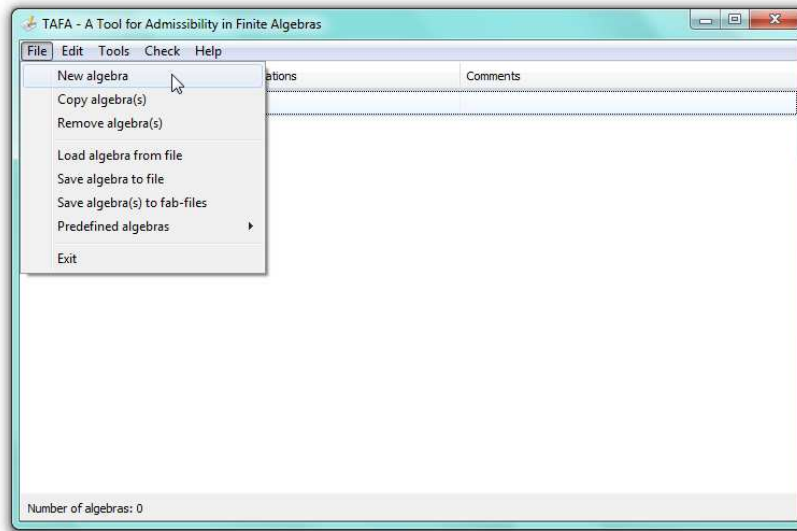 TAFA - A Tool for Admissibility in Finite Algebras
File Edit Tools Check Help
New algebra
ations
Comments
Copy algebra(s)
Remove algebra(s)
Load algebra from file
Save algebra to file
Save algebra(s) to fab-files
Predefined algebras
Exit
Number of algebras: 0